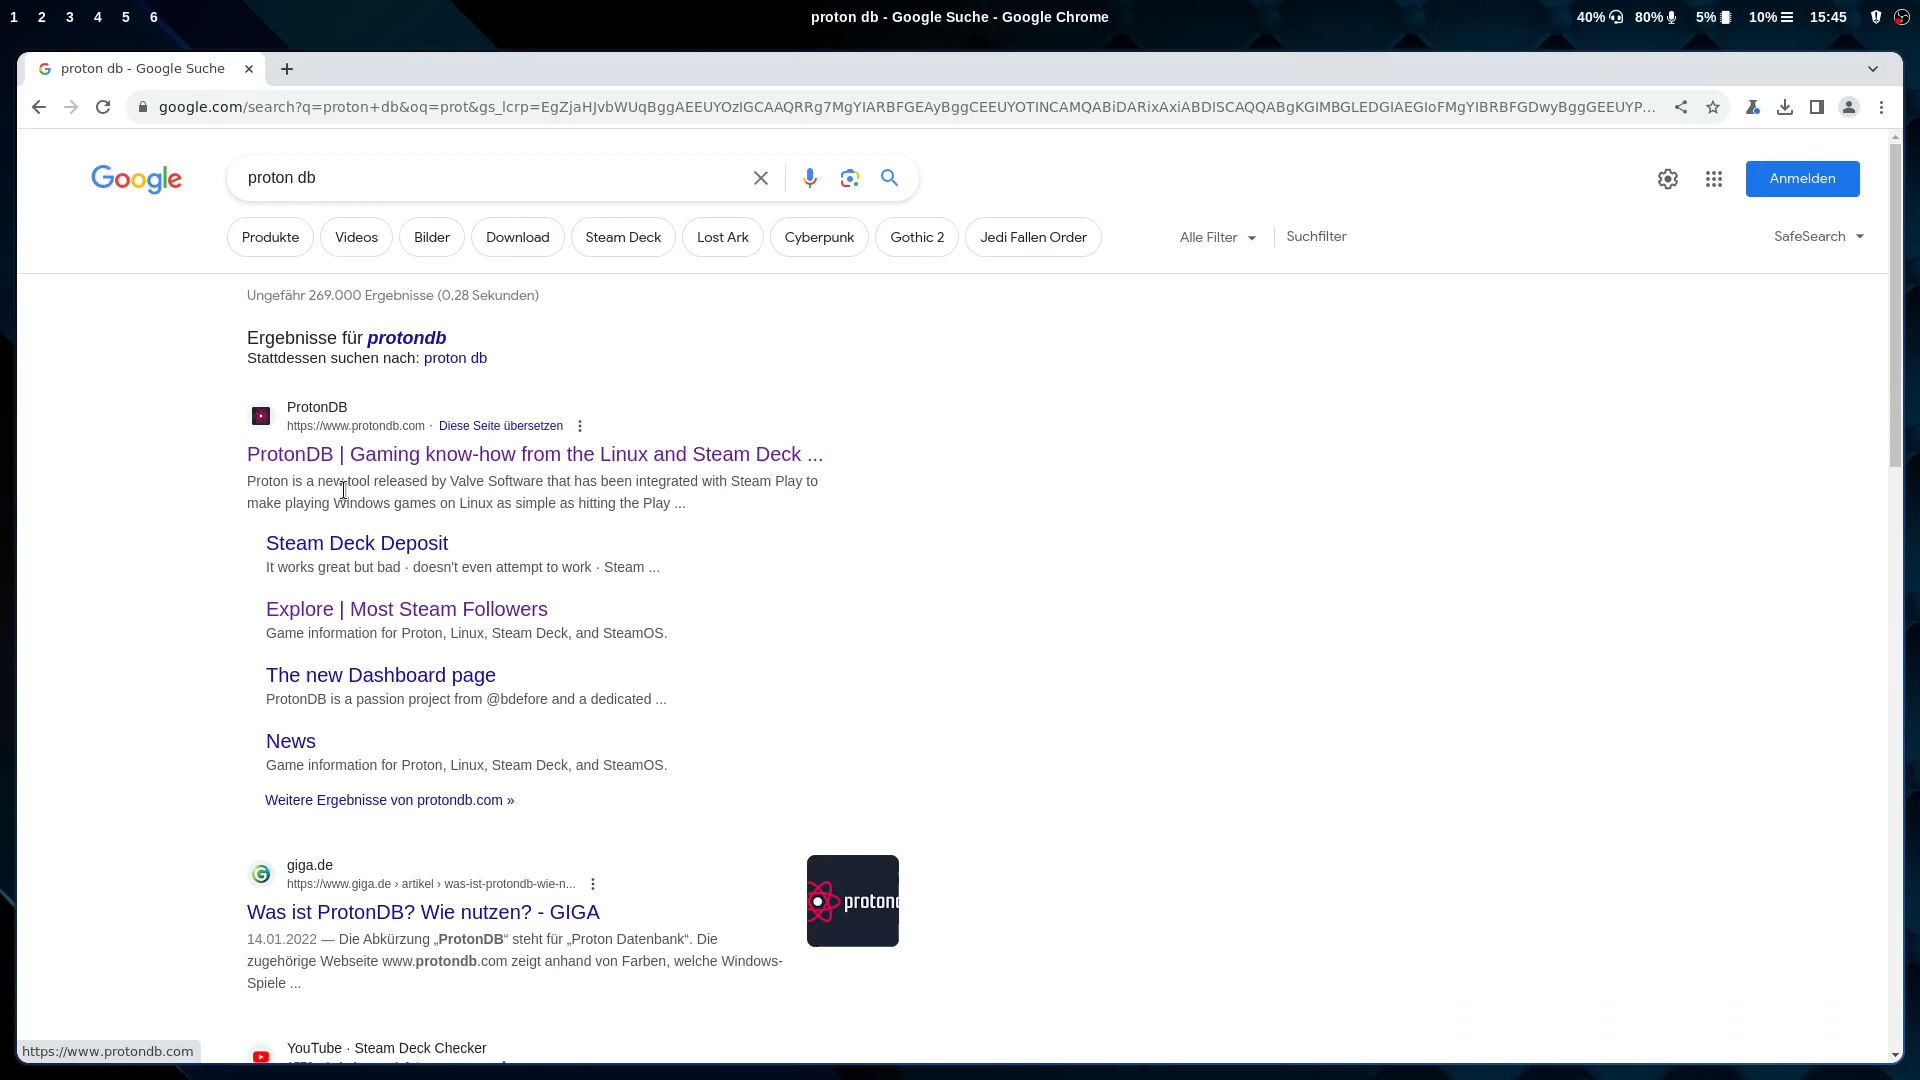 1 2 3 4 5 6
proton db - Google Suche - Google Chrome
40% 80% 5% 10% 15:45
proton db - Google Suche
google.com/search?q=proton+db&oq=prot&gs_lcrp=EgZjaHJvbWUqBggAEEUYOzIGCAAQRRg7MgYIARBFGEAyBggCEEUYOTINCAMQABiDARixAxiABDISCAQQABgKGIMBGLEDGIAEGIoFMgYIBRBFGDwyBggGEEUYP...
Google
proton db
Anmelden
Produkte
Videos
Bilder
Download
Steam Deck
Lost Ark
Cyberpunk
Gothic 2
Jedi Fallen Order
Alle Filter
Suchfilter
SafeSearch
Ungefähr 269.000 Ergebnisse (0,28 Sekunden)
Ergebnisse für protondb
Stattdessen suchen nach: proton db
ProtonDB
https://www.protondb.com · Diese Seite übersetzen
ProtonDB | Gaming know-how from the Linux and Steam Deck ...
Proton is a new tool released by Valve Software that has been integrated with Steam Play to
make playing Windows games on Linux as simple as hitting the Play ...
Steam Deck Deposit
It works great but bad · doesn't even attempt to work · Steam ...
Explore | Most Steam Followers
Game information for Proton, Linux, Steam Deck, and SteamOS.
The new Dashboard page
ProtonDB is a passion project from @bdefore and a dedicated ...
News
Game information for Proton, Linux, Steam Deck, and SteamOS.
Weitere Ergebnisse von protondb.com »
giga.de
https://www.giga.de › artikel › was-ist-protondb-wie-n...
Was ist ProtonDB? Wie nutzen? - GIGA
14.01.2022 — Die Abkürzung „ProtonDB“ steht für „Proton Datenbank“. Die
zugehörige Webseite www.protondb.com zeigt anhand von Farben, welche Windows-
Spiele ...
proton
YouTube · Steam Deck Checker
https://www.protondb.com